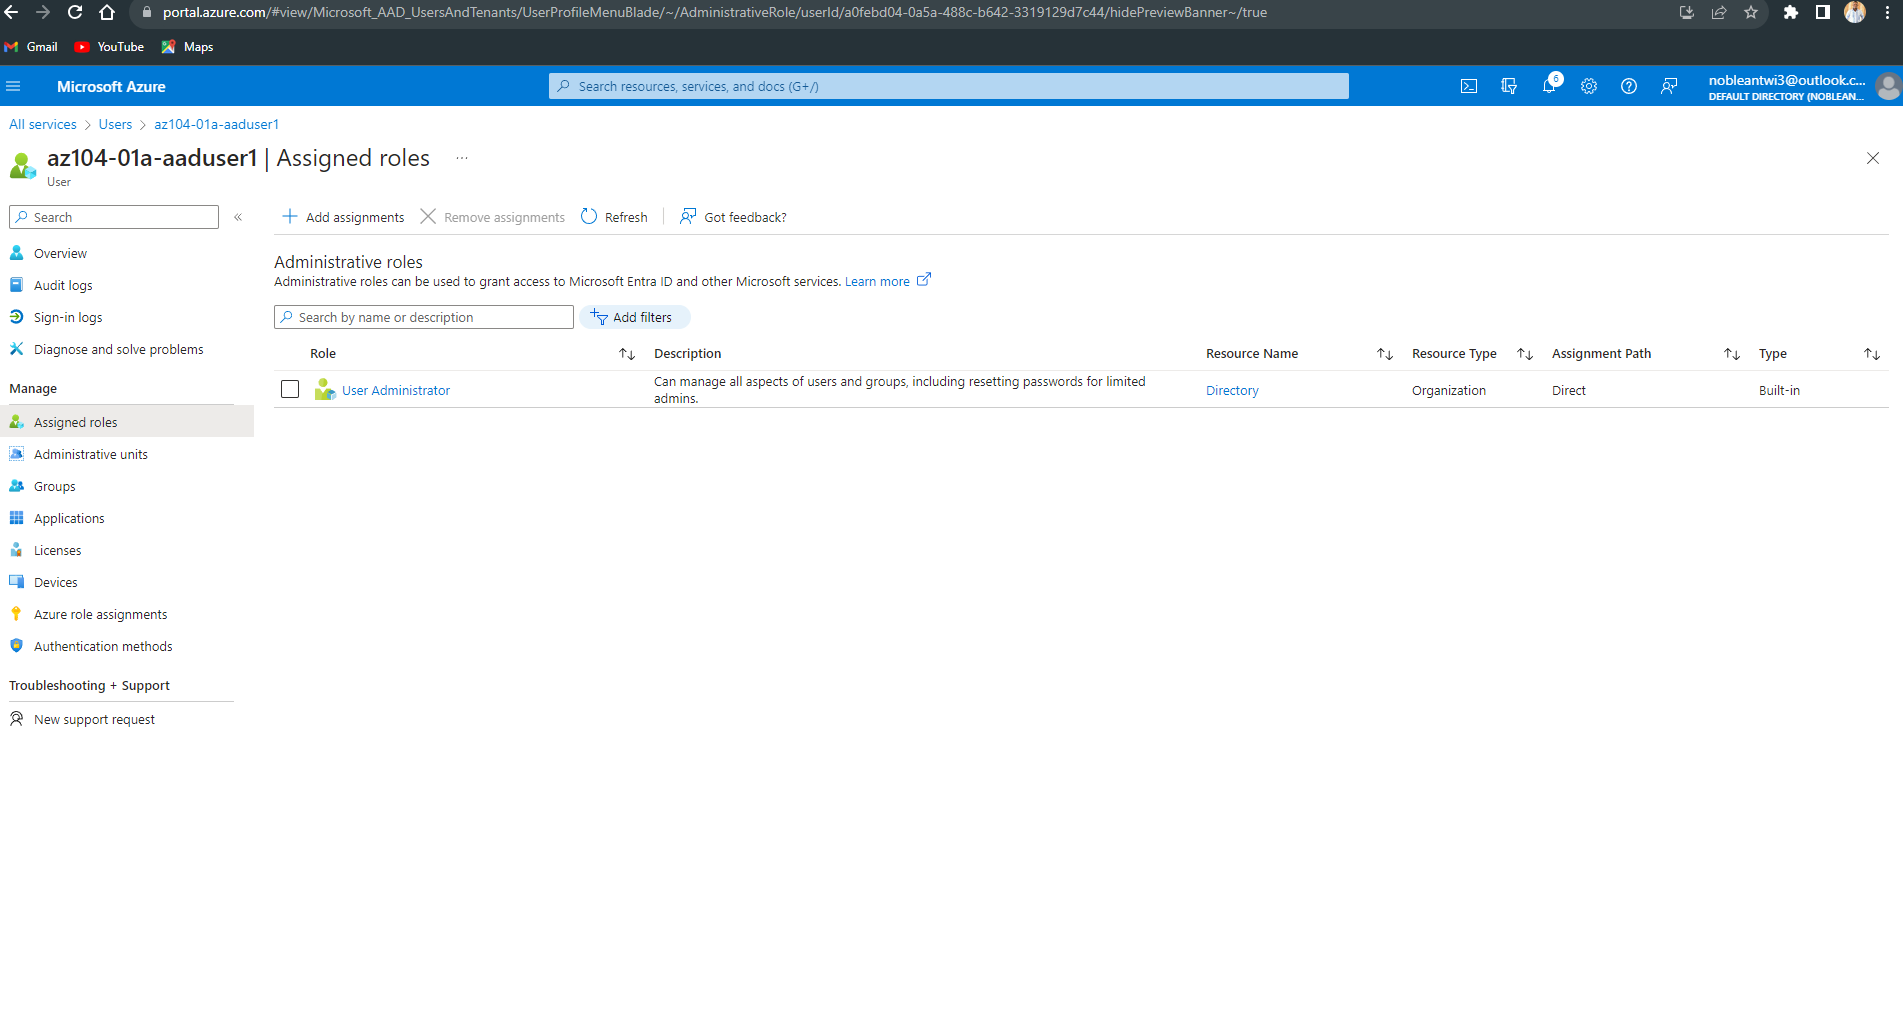 portal.azure.com/#view/Microsoft_AAD_UsersAndTenants/UserProfileMenuBlade/~/AdministrativeRole/userId/a0febd04-0a5a-488c-b642-3319129d7c44/hidePreviewBanner~/true
Gmail YouTube Maps
Microsoft Azure
Search resources, services, and docs (G+/)
6
nobleantwi3@outlook.c...
DEFAULT DIRECTORY (NOBLEAN...
All services > Users > az104-01a-aaduser1
az104-01a-aaduser1 | Assigned roles ...
User
Search «
Add assignments Remove assignments Refresh Got feedback?
Overview
Audit logs
Sign-in logs
Diagnose and solve problems
Manage
Assigned roles
Administrative units
Groups
Applications
Licenses
Devices
Azure role assignments
Authentication methods
Troubleshooting + Support
New support request
Administrative roles
Administrative roles can be used to grant access to Microsoft Entra ID and other Microsoft services. Learn more
Search by name or description Add filters
Role Description Resource Name Resource Type Assignment Path Type
User Administrator Can manage all aspects of users and groups, including resetting passwords for limited
admins. Directory Organization Direct Built-in